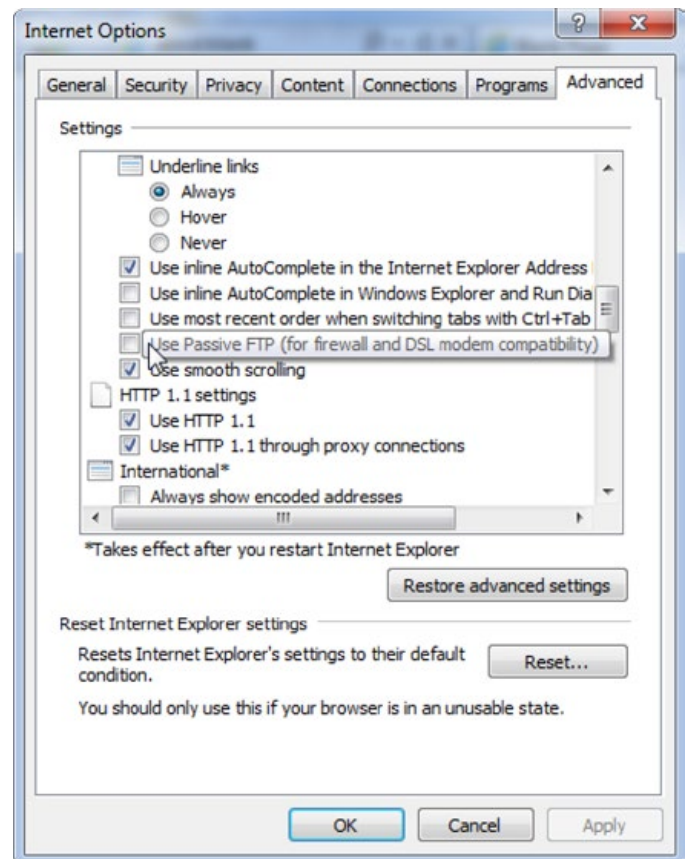 Internet Options
General Security Privacy Content Connections Programs Advanced
Settings
Underline links
Always
Hover
Never
Use inline AutoComplete in the Internet Explorer Address
Use inline AutoComplete in Windows Explorer and Run Dia
Use most recent order when switching tabs with Ctrl+Tab
Use Passive FTP (for firewall and DSL modem compatibility)
Use smooth scrolling
HTTP 1.1 settings
Use HTTP 1.1
Use HTTP 1.1 through proxy connections
International*
Always show encoded addresses
*Takes effect after you restart Internet Explorer
Restore advanced settings
Reset Internet Explorer settings
Resets Internet Explorer's settings to their default
condition.
Reset...
You should only use this if your browser is in an unusable state.
OK Cancel Apply